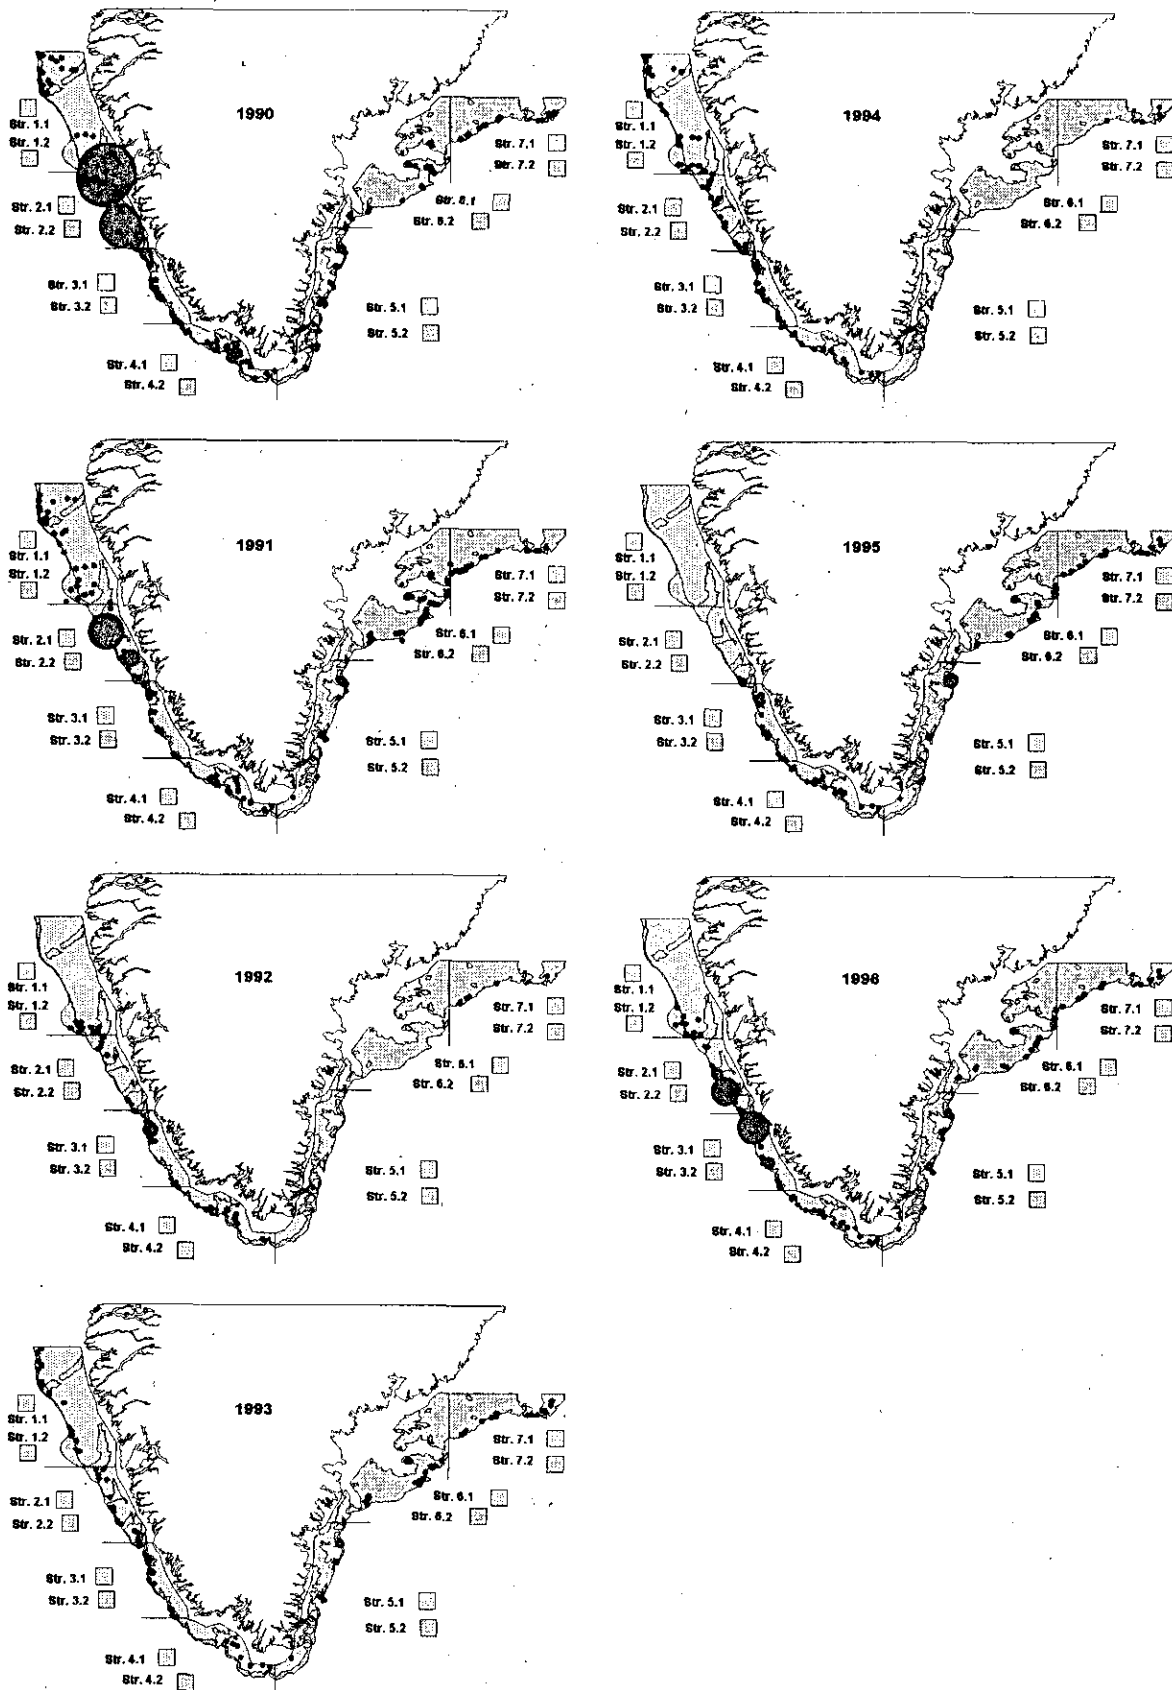 1990
Str. 1.1
Str. 1.2
Str. 2.1
Str. 2.2
Str. 3.1
Str. 3.2
Str. 4.1
Str. 4.2
Str. 5.1
Str. 5.2
Str. 6.1
Str. 6.2
Str. 7.1
Str. 7.2
1994
Str. 1.1
Str. 1.2
Str. 2.1
Str. 2.2
Str. 3.1
Str. 3.2
Str. 4.1
Str. 4.2
Str. 5.1
Str. 5.2
Str. 6.1
Str. 6.2
Str. 7.1
Str. 7.2
1991
Str. 1.1
Str. 1.2
Str. 2.1
Str. 2.2
Str. 3.1
Str. 3.2
Str. 4.1
Str. 4.2
Str. 5.1
Str. 5.2
Str. 6.1
Str. 6.2
Str. 7.1
Str. 7.2
1995
Str. 1.1
Str. 1.2
Str. 2.1
Str. 2.2
Str. 3.1
Str. 3.2
Str. 4.1
Str. 4.2
Str. 5.1
Str. 5.2
Str. 6.1
Str. 6.2
Str. 7.1
Str. 7.2
1992
Str. 1.1
Str. 1.2
Str. 2.1
Str. 2.2
Str. 3.1
Str. 3.2
Str. 4.1
Str. 4.2
Str. 5.1
Str. 5.2
Str. 6.1
Str. 6.2
Str. 7.1
Str. 7.2
1996
Str. 1.1
Str. 1.2
Str. 2.1
Str. 2.2
Str. 3.1
Str. 3.2
Str. 4.1
Str. 4.2
Str. 5.1
Str. 5.2
Str. 6.1
Str. 6.2
Str. 7.1
Str. 7.2
1993
Str. 1.1
Str. 1.2
Str. 2.1
Str. 2.2
Str. 3.1
Str. 3.2
Str. 4.1
Str. 4.2
Str. 5.1
Str. 5.2
Str. 6.1
Str. 6.2
Str. 7.1
Str. 7.2